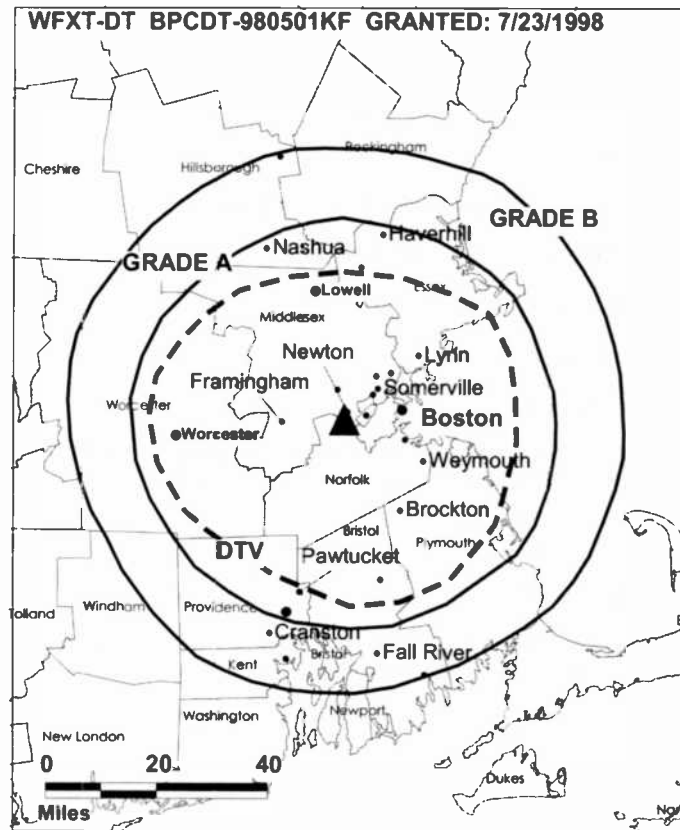 WFXT-DT BPCDT-980501KF GRANTED: 7/23/1998
Rockingham
Cheshire
Hillsborough
GRADE B
Haverhill
Nashua
GRADE A
Lowell
Essex
Middlesex
Newton
Lynn
Framingham
Somerville
Worcester
Boston
Worcester
Weymouth
Norfolk
Brockton
Bristol
DTV
Plymouth
Pawtucket
Tolland
Windham
Providence
Cranston
Bristol
Fall River
Kent
Newport
Washington
New London
0 20 40
Dukes
Miles